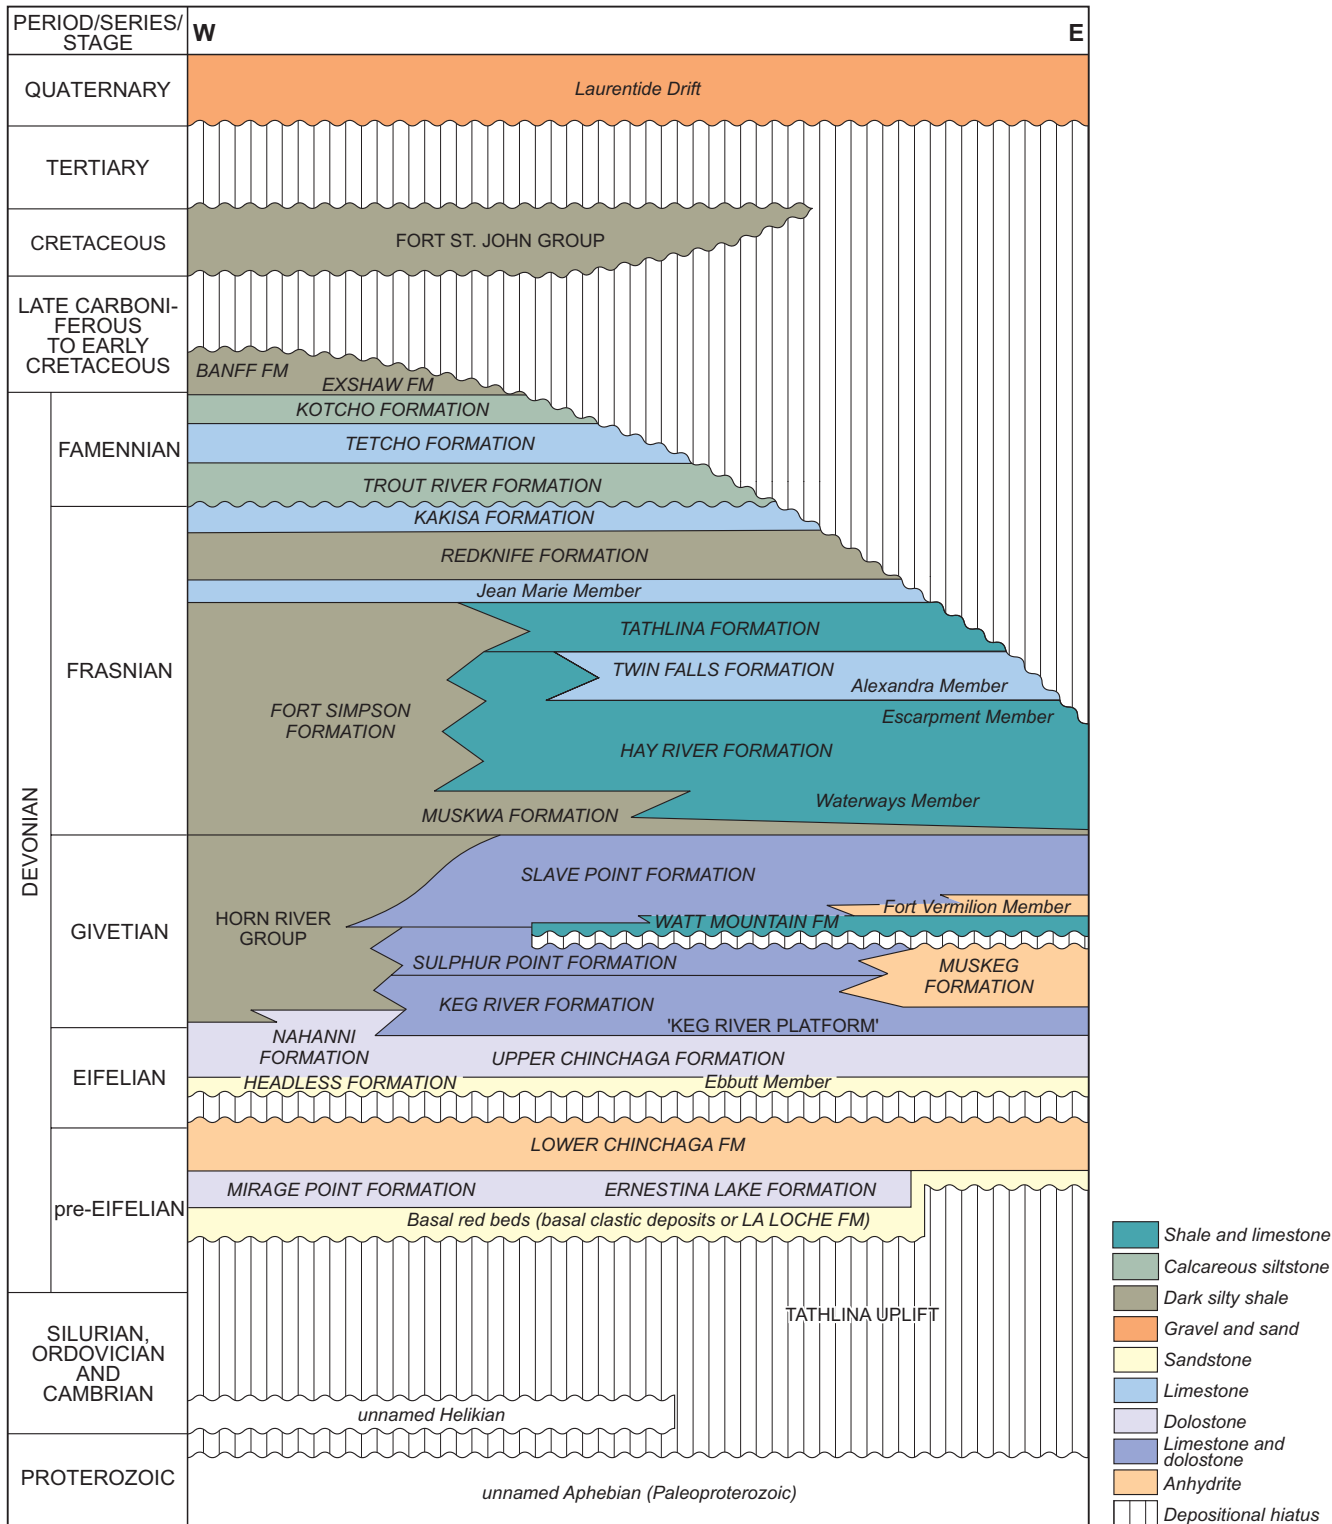 PERIOD/SERIES/
STAGE
W
E
QUATERNARY
Laurentide Drift
TERTIARY
CRETACEOUS
FORT ST. JOHN GROUP
LATE CARBONI-
FEROUS
TO EARLY
CRETACEOUS
BANFF FM
EXSHAW FM
DEVONIAN
FAMENNIAN
KOTCHO FORMATION
TETCHO FORMATION
TROUT RIVER FORMATION
FRASNIAN
KAKISA FORMATION
REDKNIFE FORMATION
Jean Marie Member
TATHLINA FORMATION
TWIN FALLS FORMATION
Alexandra Member
FORT SIMPSON
FORMATION
Escarpment Member
HAY RIVER FORMATION
Waterways Member
MUSKWA FORMATION
GIVETIAN
SLAVE POINT FORMATION
Fort Vermilion Member
HORN RIVER
GROUP
WATT MOUNTAIN FM
SULPHUR POINT FORMATION
MUSKEG
FORMATION
KEG RIVER FORMATION
'KEG RIVER PLATFORM'
EIFELIAN
NAHANNI
FORMATION
UPPER CHINCHAGA FORMATION
HEADLESS FORMATION
Ebbutt Member
pre-EIFELIAN
LOWER CHINCHAGA FM
MIRAGE POINT FORMATION
ERNESTINA LAKE FORMATION
Basal red beds (basal clastic deposits or LA LOCHE FM)
SILURIAN,
ORDOVICIAN
AND
CAMBRIAN
TATHLINA UPLIFT
unnamed Helikian
PROTEROZOIC
unnamed Aphebian (Paleoproterozoic)
Shale and limestone
Calcareous siltstone
Dark silty shale
Gravel and sand
Sandstone
Limestone
Dolostone
Limestone and
dolostone
Anhydrite
Depositional hiatus